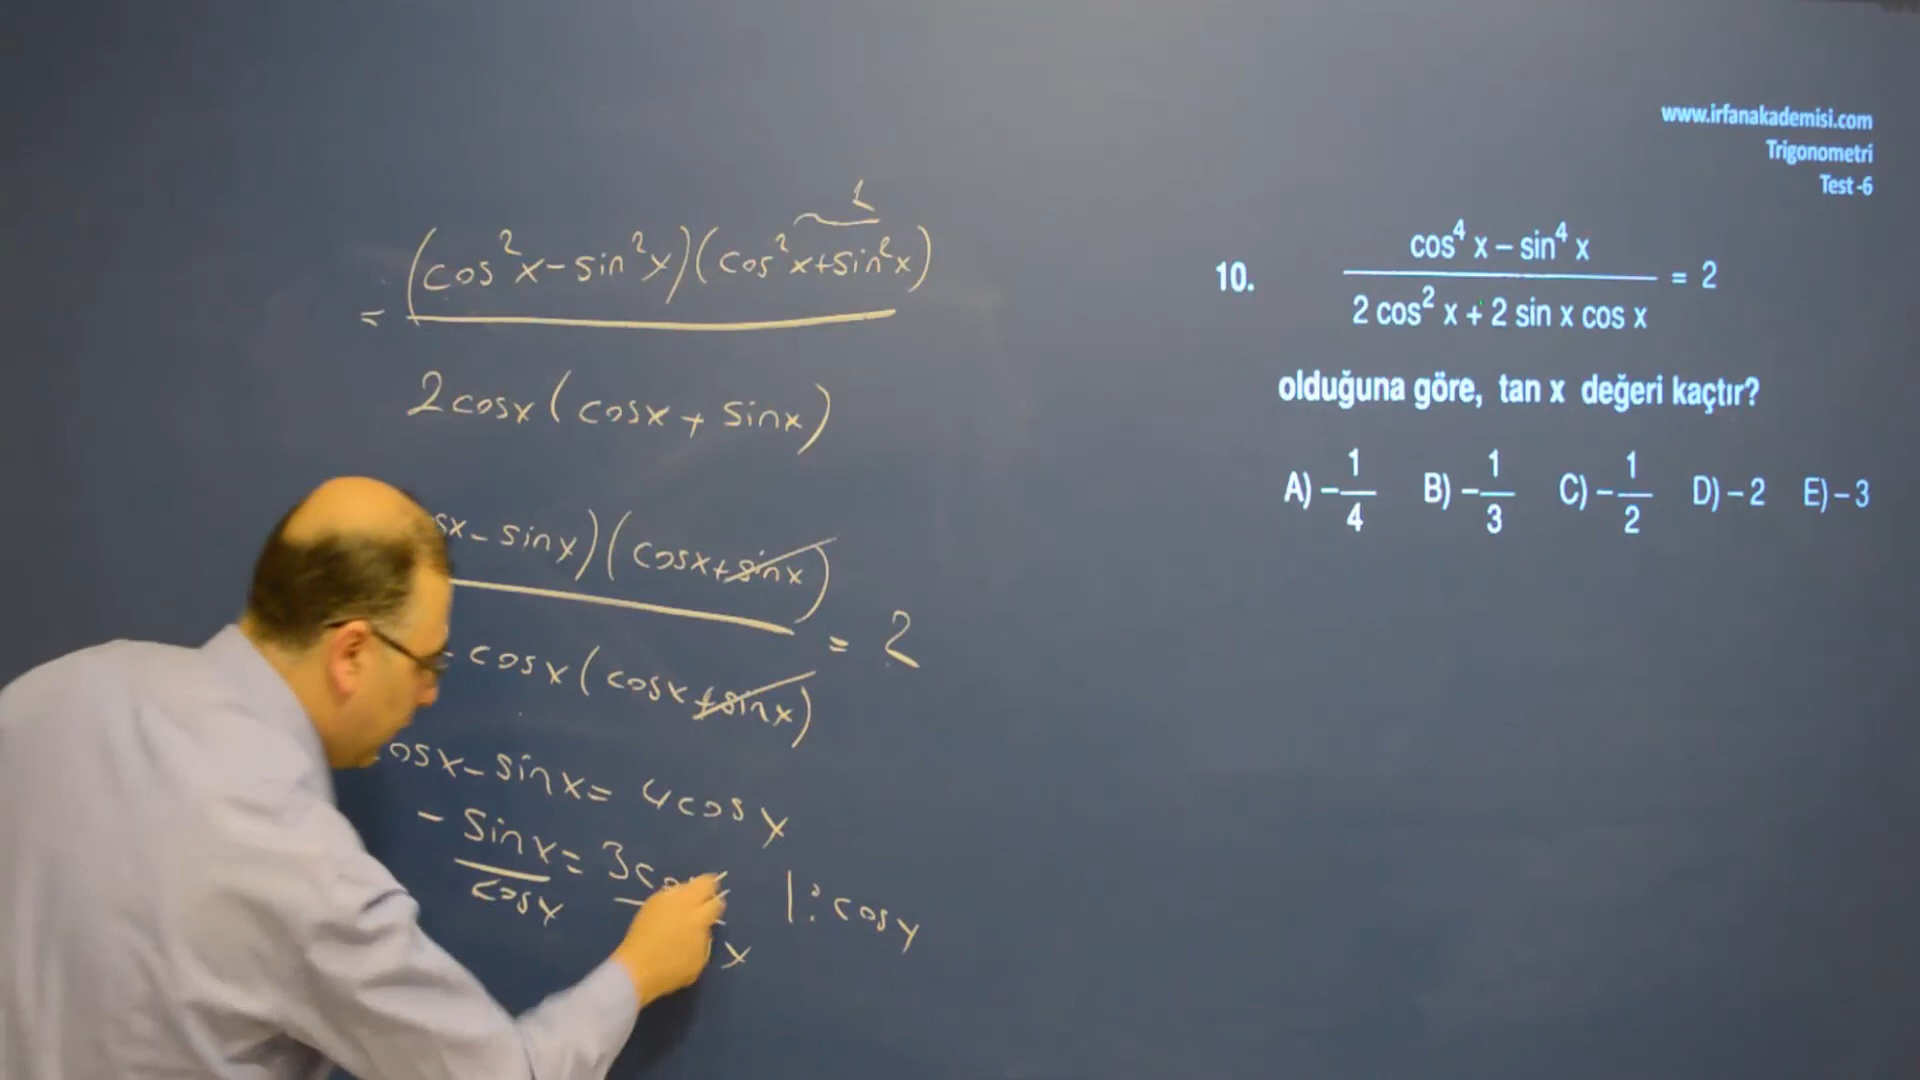 www.irfanakademisi.com
Trigonometri
Test -6
10. cos⁴ x – sin⁴ x / 2 cos² x + 2 sin x cos x = 2
olduğuna göre, tan x değeri kaçtır?
A) –1/4 B) –1/3 C) –1/2 D) –2 E) –3
1
= (cos²x – sin²x)(cos²x + sin²x)
2cosx (cosx + sinx)
sx – sinx)(cosx + sinx) = 2
cosx (cosx + sinx)
osx – sinx = 4cosx
– sinx = 3co |: cosx
cosx x